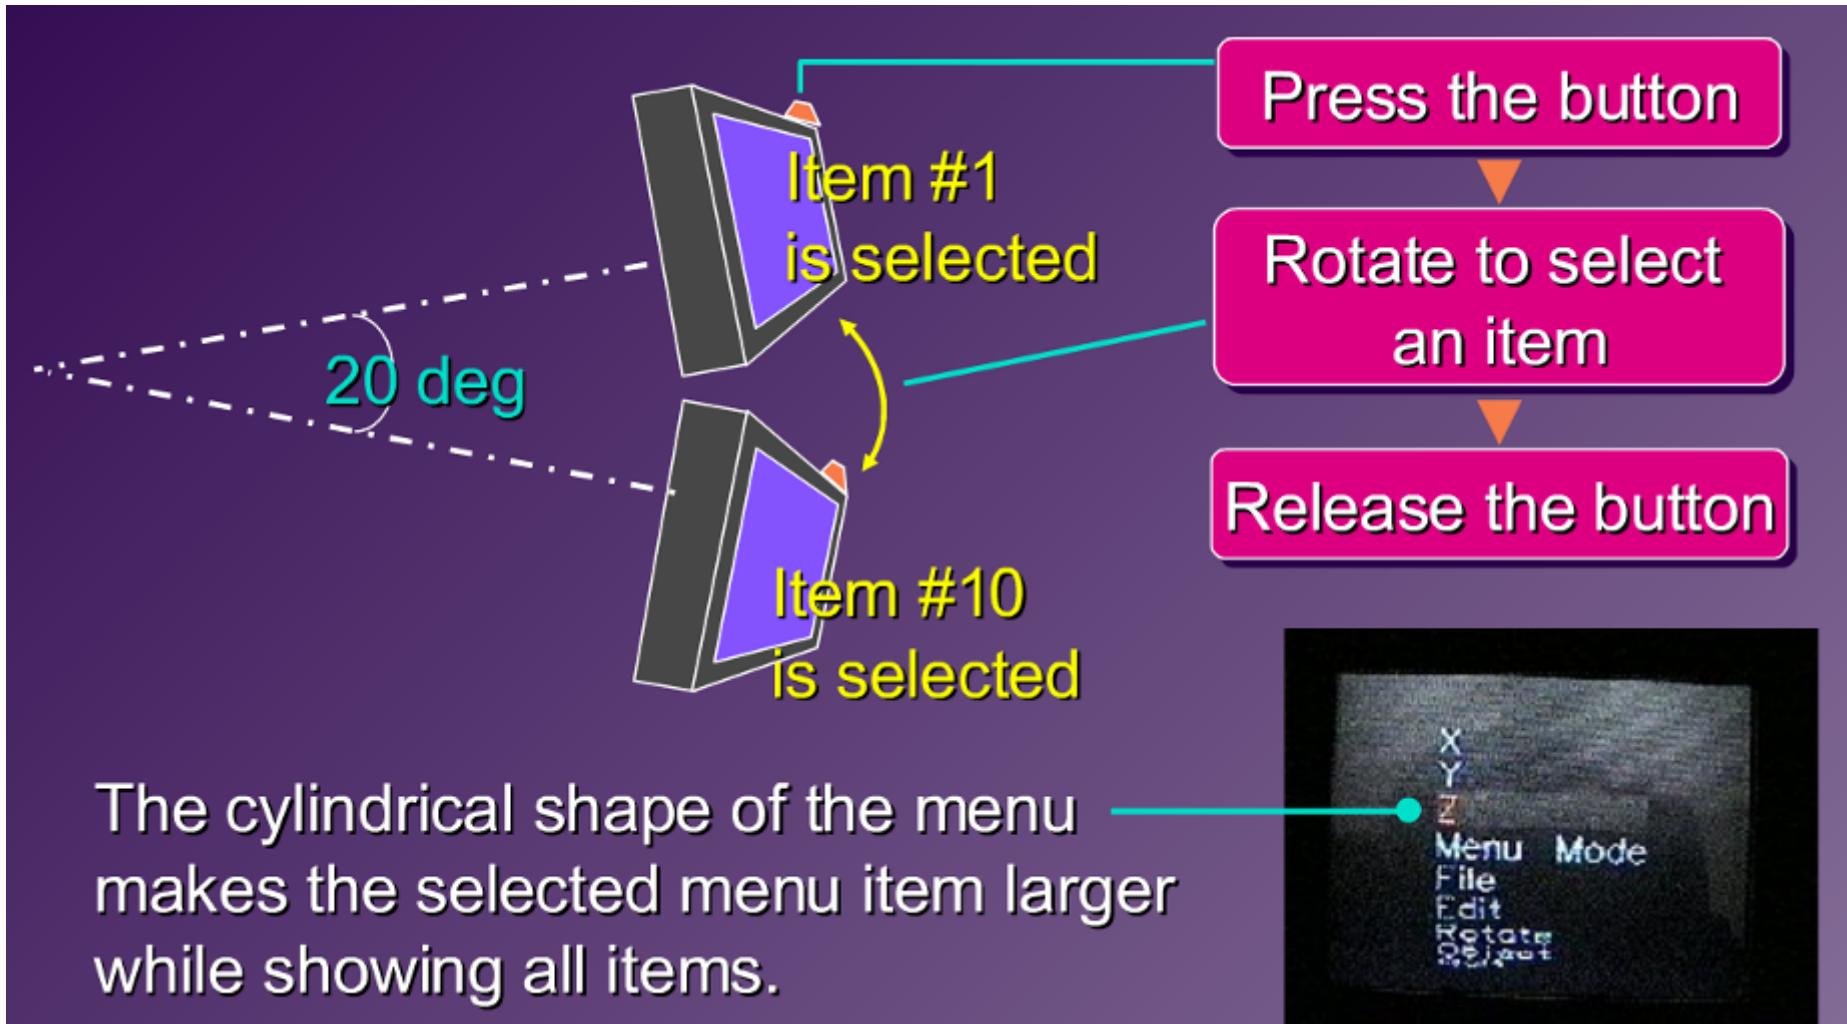 Press the button
Item #1
is selected
Rotate to select
an item
20 deg
Release the button
Item #10
is selected
The cylindrical shape of the menu
makes the selected menu item larger
while showing all items.
X
Y
Z
Menu Mode
File
Edit
Rotate
Object